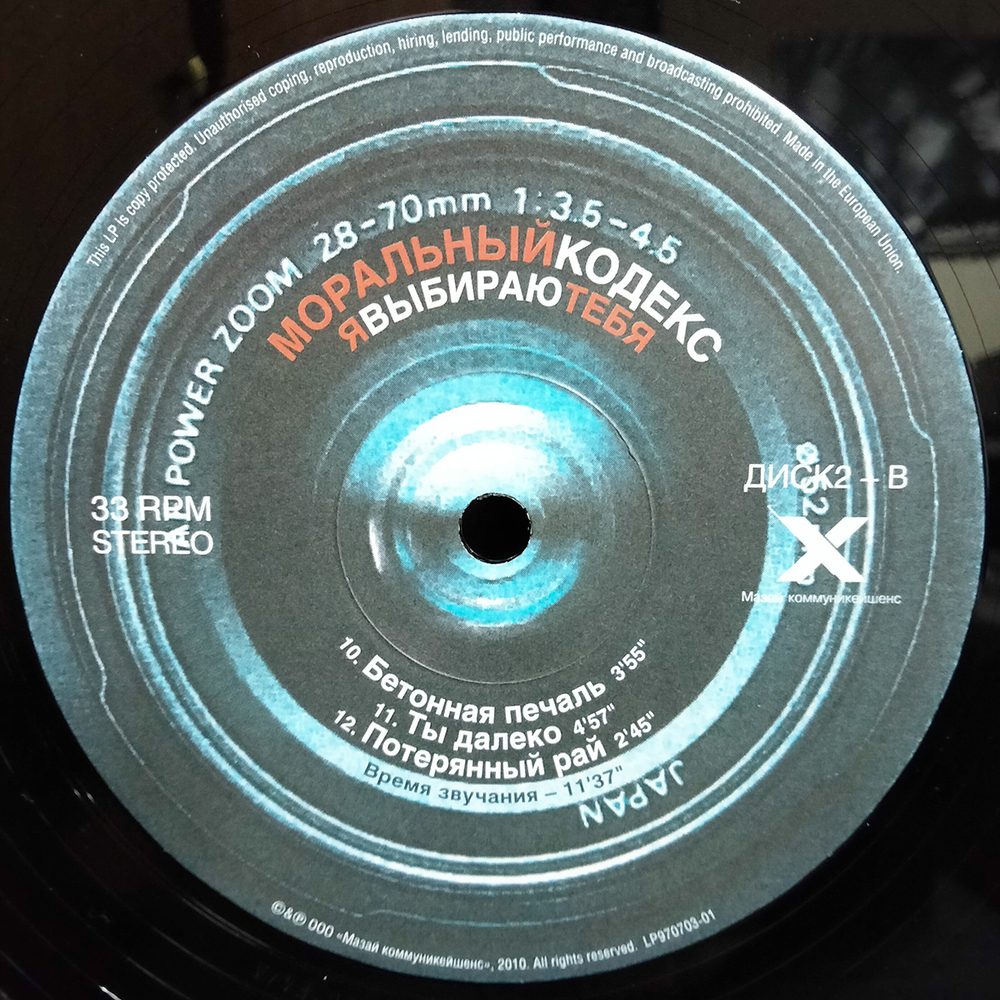 This LP Is copy protected. Unauthorised coping, reproduction, hiring, lending, public performance and broadcasting prohibited. Made in the European Union.
POWER ZOOM 28-70mm 1:3.5-4.5
МОРАЛЬНЫЙКОДЕКС
ЯВЫБИРАЮТЕБЯ
33 RPM
STEREO
ДИСК2 – В
X
Мазай коммуникейшенс
10. Бетонная печаль 3'55"
11. Ты далеко 4'57"
12. Потерянный рай 2'45"
Время звучания – 11'37"
JAPAN
©&℗ ООО «Мазай коммуникейшенс», 2010. All rights reserved. LP970703-01